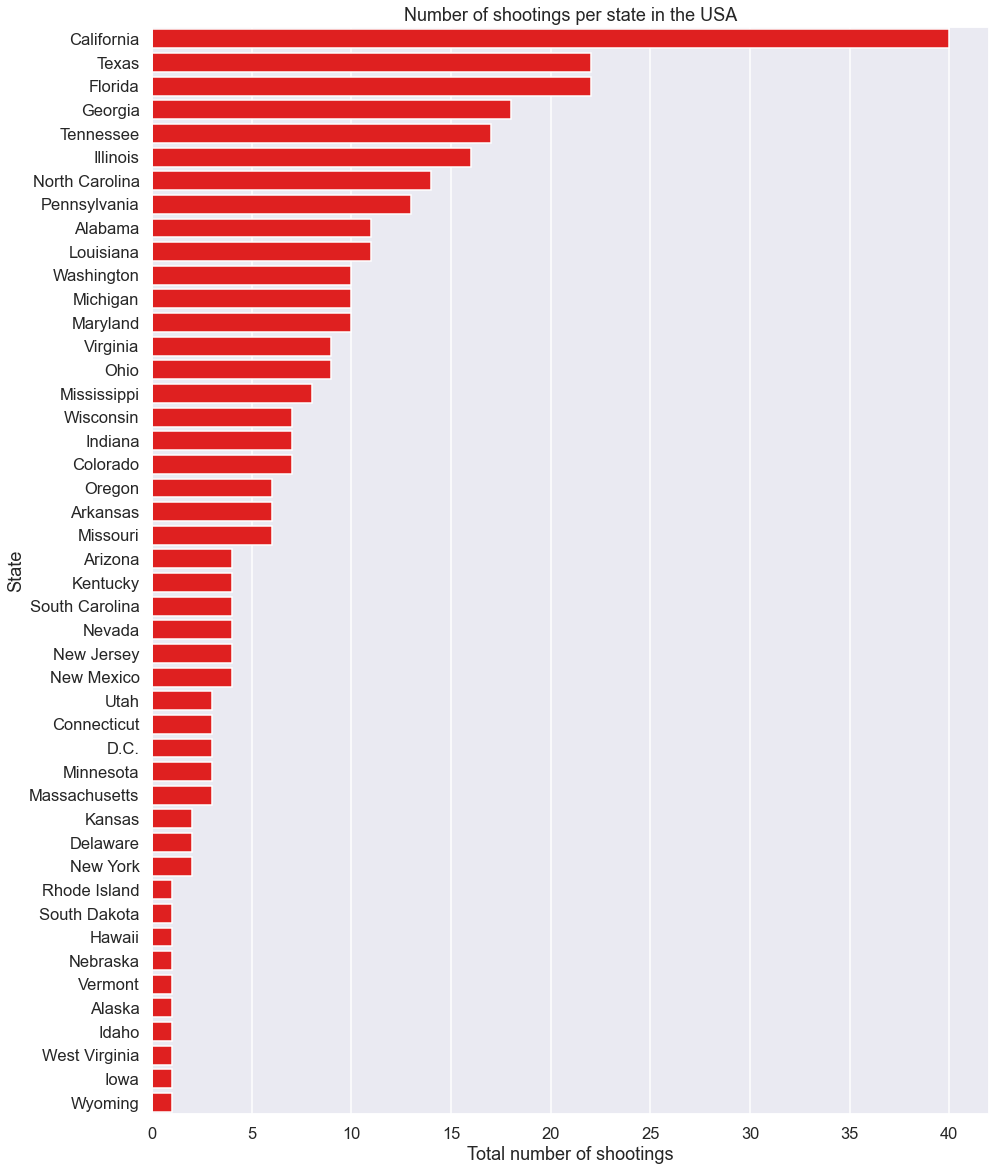 Number of shootings per state in the USA
California
Texas
Florida
Georgia
Tennessee
Illinois
North Carolina
Pennsylvania
Alabama
Louisiana
Washington
Michigan
Maryland
Virginia
Ohio
Mississippi
Wisconsin
Indiana
Colorado
Oregon
Arkansas
Missouri
Arizona
Kentucky
South Carolina
Nevada
New Jersey
New Mexico
Utah
Connecticut
D.C.
Minnesota
Massachusetts
Kansas
Delaware
New York
Rhode Island
South Dakota
Hawaii
Nebraska
Vermont
Alaska
Idaho
West Virginia
Iowa
Wyoming
State
0 5 10 15 20 25 30 35 40
Total number of shootings